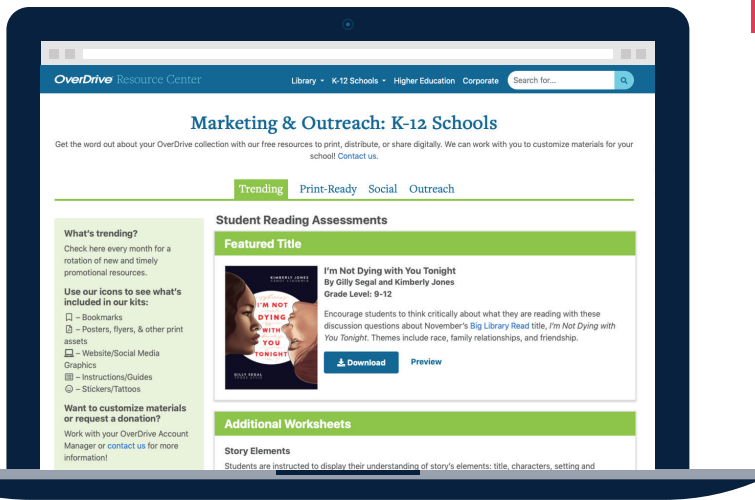 OverDrive Resource Center
Library K-12 Schools Higher Education Corporate Search for...
Marketing & Outreach: K-12 Schools
Get the word out about your OverDrive collection with our free resources to print, distribute, or share digitally. We can work with you to customize materials for your
school! Contact us.
Trending Print-Ready Social Outreach
What's trending?
Check here every month for a
rotation of new and timely
promotional resources.
Use our icons to see what's
included in our kits:
– Bookmarks
– Posters, flyers, & other print
assets
– Website/Social Media
Graphics
– Instructions/Guides
– Stickers/Tattoos
Want to customize materials
or request a donation?
Work with your OverDrive Account
Manager or contact us for more
information!
Student Reading Assessments
Featured Title
KIMBERLY JONES
I'M NOT
DYING
WITH
YOU
TONIGHT
GILLY SEGAL
I'm Not Dying with You Tonight
By Gilly Segal and Kimberly Jones
Grade Level: 9-12
Encourage students to think critically about what they are reading with these
discussion questions about November's Big Library Read title, I'm Not Dying with
You Tonight. Themes include race, family relationships, and friendship.
Download Preview
Additional Worksheets
Story Elements
Students are instructed to display their understanding of story's elements: title, characters, setting and